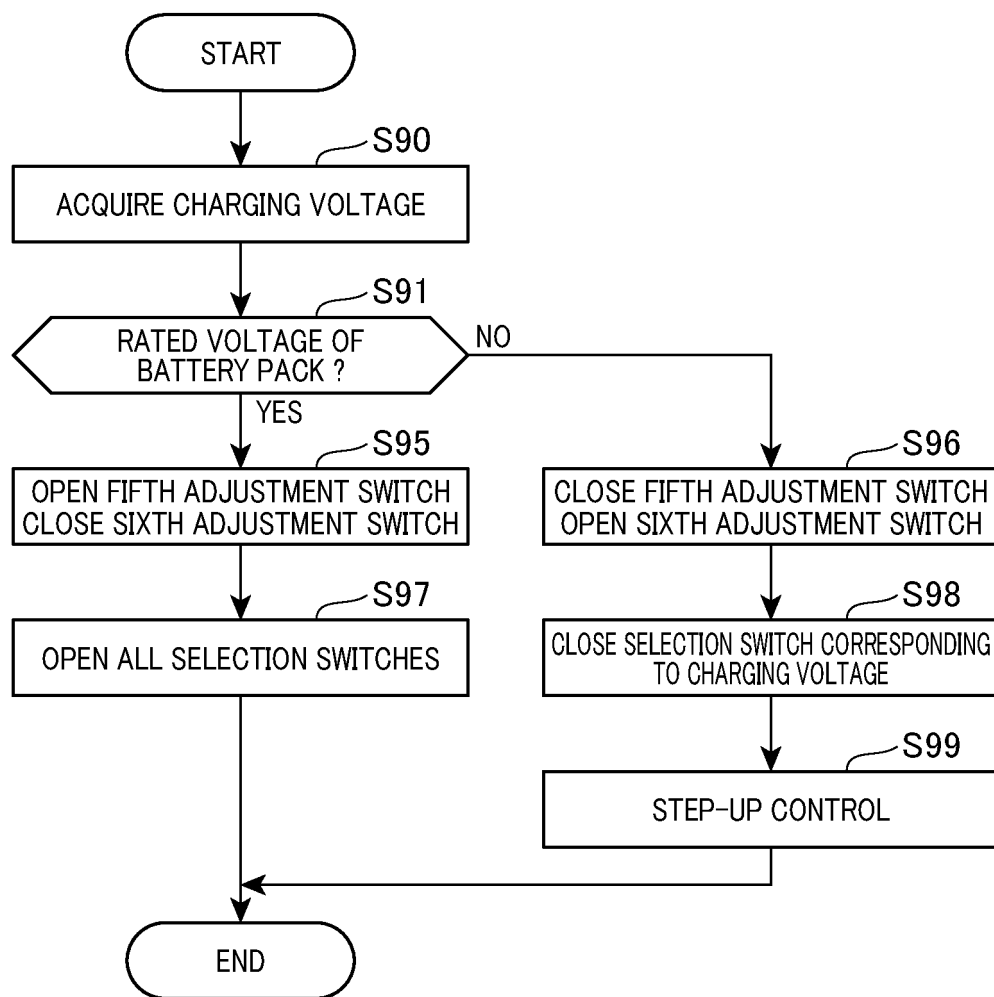 START
S90
ACQUIRE CHARGING VOLTAGE
S91
RATED VOLTAGE OF
BATTERY PACK ?
NO
YES
S95
OPEN FIFTH ADJUSTMENT SWITCH
CLOSE SIXTH ADJUSTMENT SWITCH
S96
CLOSE FIFTH ADJUSTMENT SWITCH
OPEN SIXTH ADJUSTMENT SWITCH
S97
OPEN ALL SELECTION SWITCHES
S98
CLOSE SELECTION SWITCH CORRESPONDING
TO CHARGING VOLTAGE
S99
STEP-UP CONTROL
END